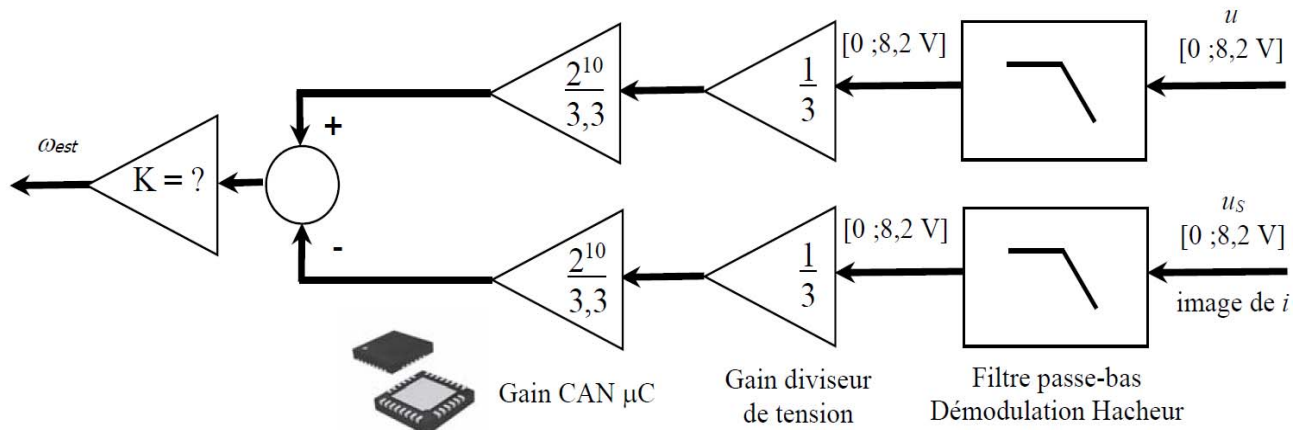 u
[0 ;8,2 V]
[0 ;8,2 V]
2^10
3,3
1
3
+
ωest
K = ?
-
2^10
3,3
1
3
[0 ;8,2 V]
uS
[0 ;8,2 V]
image de i
Gain CAN μC
Gain diviseur
de tension
Filtre passe-bas
Démodulation Hacheur